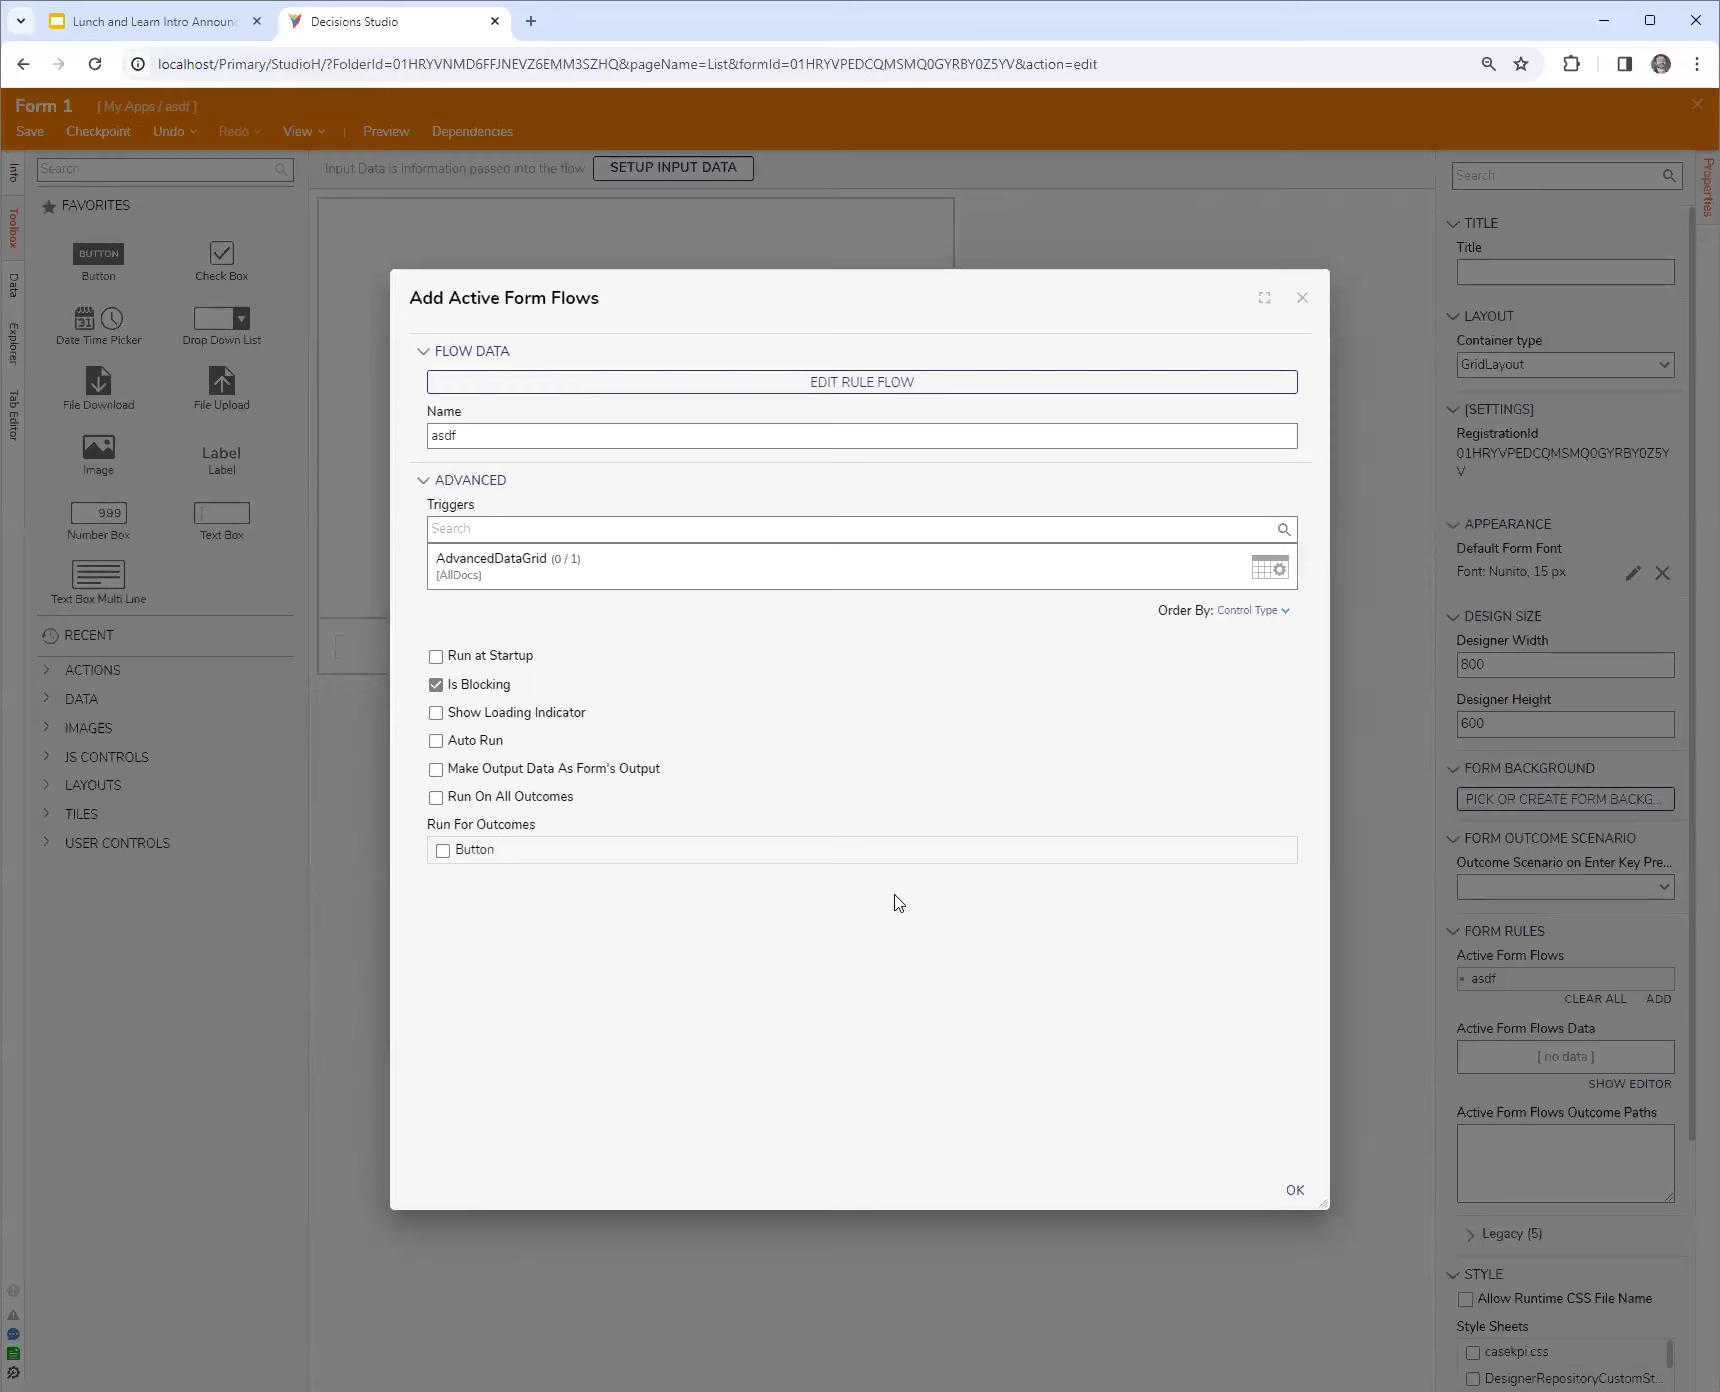 Lunch and Learn Intro Announ
Decisions Studio
localhost/Primary/StudioH/?FolderId=01HRYVNMD6FFJNEVZ6EMM3SZHQ&pageName=List&formId=01HRYVPEDCQMSMQ0GYRBY0Z5YV&action=edit
Form 1 [ My Apps / asdf ]
Save Checkpoint Undo Redo View | Preview Dependencies
Info
Toolbox
Data
Explorer
Tab Editor
Search
FAVORITES
BUTTON
Button
Check Box
31
Date Time Picker
Drop Down List
File Download
File Upload
Image
Label
Label
999
Number Box
Text Box
Text Box Multi Line
RECENT
ACTIONS
DATA
IMAGES
JS CONTROLS
LAYOUTS
TILES
USER CONTROLS
Input Data is information passed into the flow SETUP INPUT DATA
Add Active Form Flows
FLOW DATA
EDIT RULE FLOW
Name
asdf
ADVANCED
Triggers
Search
AdvancedDataGrid (0 / 1)
[AllDocs]
Order By: Control Type
Run at Startup
Is Blocking
Show Loading Indicator
Auto Run
Make Output Data As Form's Output
Run On All Outcomes
Run For Outcomes
Button
OK
Properties
Search
TITLE
Title
LAYOUT
Container type
GridLayout
[SETTINGS]
RegistrationId
01HRYVPEDCQMSMQ0GYRBY0Z5Y
V
APPEARANCE
Default Form Font
Font: Nunito, 15 px
DESIGN SIZE
Designer Width
800
Designer Height
600
FORM BACKGROUND
PICK OR CREATE FORM BACKG...
FORM OUTCOME SCENARIO
Outcome Scenario on Enter Key Pre...
FORM RULES
Active Form Flows
asdf
CLEAR ALL ADD
Active Form Flows Data
[ no data ]
SHOW EDITOR
Active Form Flows Outcome Paths
Legacy (5)
STYLE
Allow Runtime CSS File Name
Style Sheets
casekpi.css
DesignerRepositoryCustomSt...